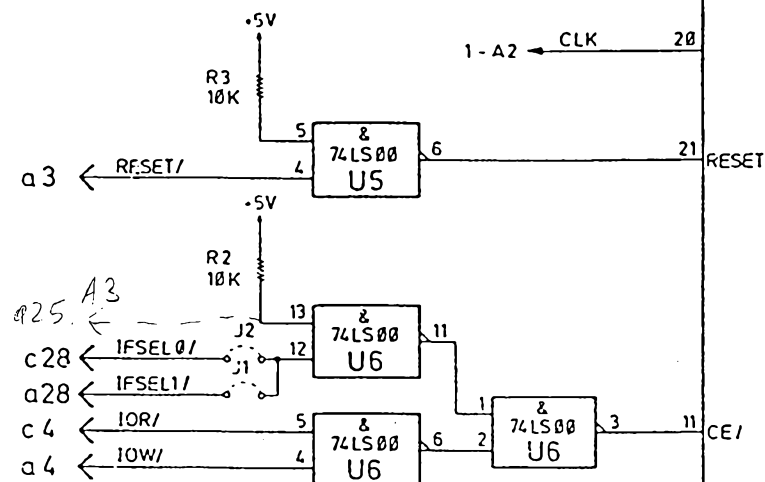 +5V
1-A2 CLK 20
R3
10K
5 & 6 21 RESET
74LS00
a3 RESET/ 4 U5
+5V
R2
10K
A3
a25
13 & 11
74LS00
J2
c28 IFSEL0/ 12 U6
J1
a28 IFSEL1/
1 & 3 11 CE/
74LS00
2 U6
c4 IOR/ 5 & 6
74LS00
a4 IOW/ 4 U6